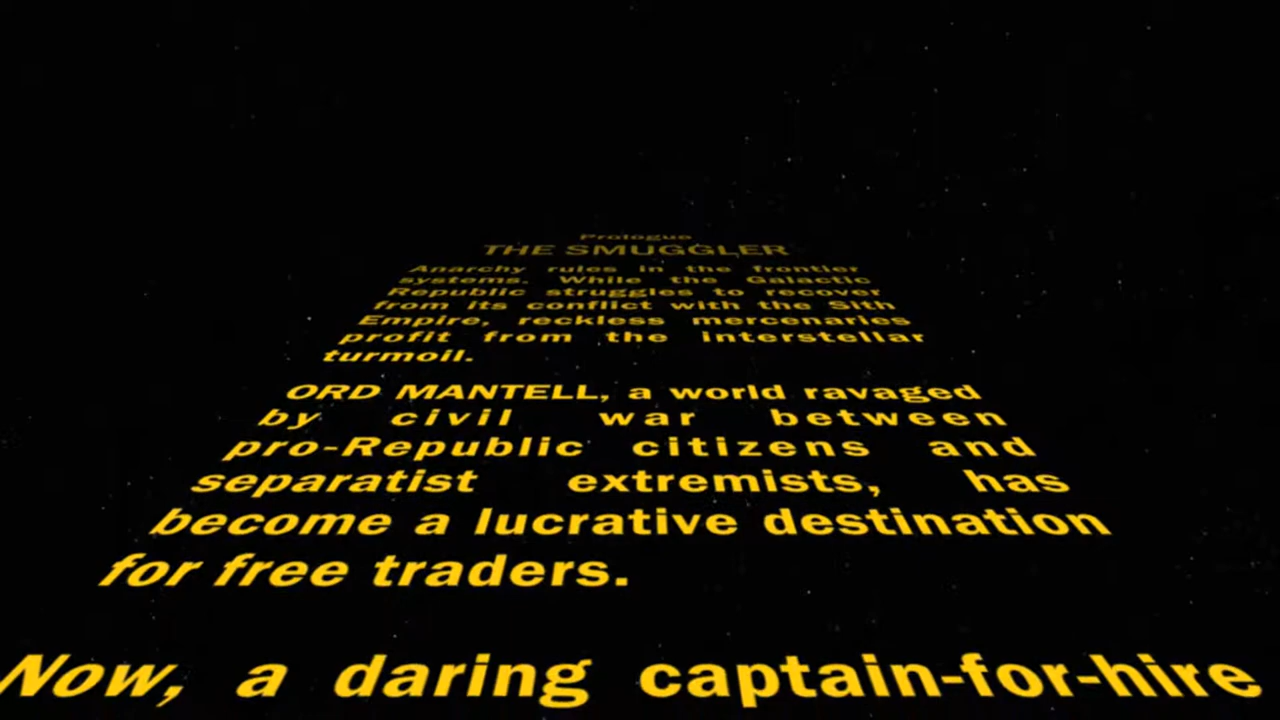 Prologue
THE SMUGGLER
Anarchy rules in the frontier
systems. While the Galactic
Republic struggles to recover
from its conflict with the Sith
Empire, reckless mercenaries
profit from the interstellar
turmoil.
ORD MANTELL, a world ravaged
by civil war between
pro-Republic citizens and
separatist extremists, has
become a lucrative destination
for free traders.
Now, a daring captain-for-hire